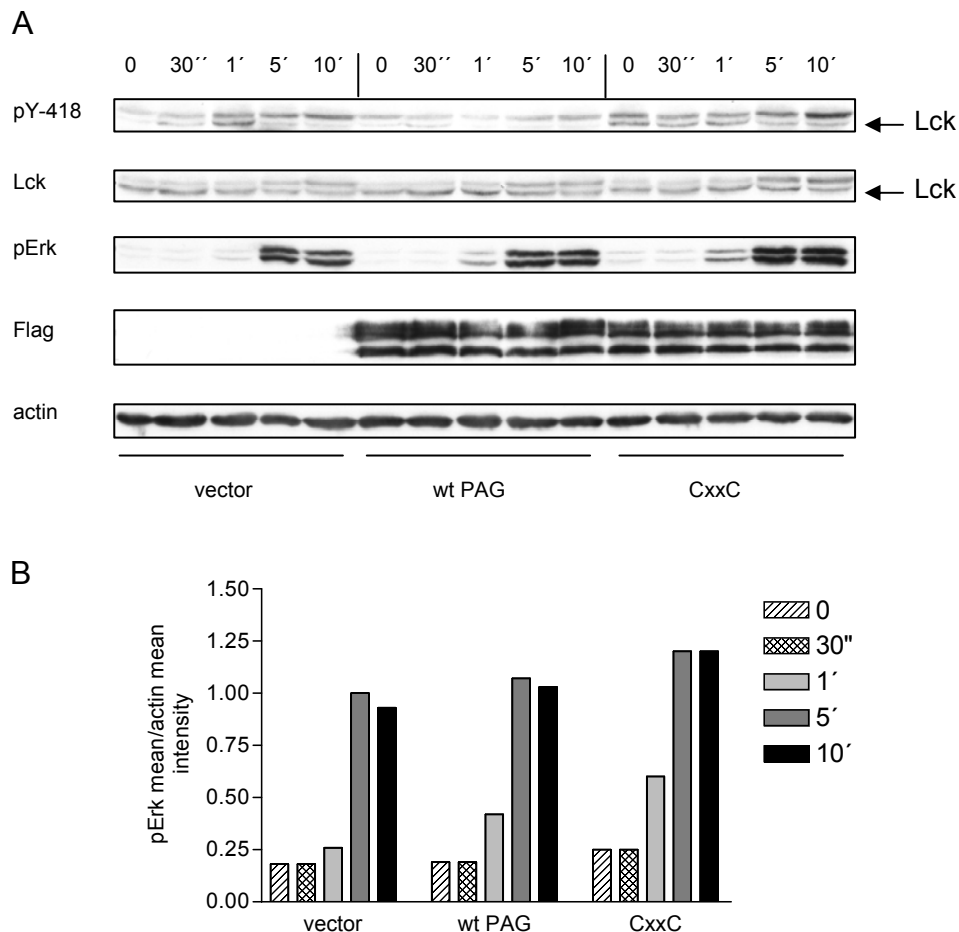 A
0 30´´ 1´ 5´ 10´ 0 30´´ 1´ 5´ 10´ 0 30´´ 1´ 5´ 10´
pY-418
Lck
Lck
Lck
pErk
Flag
actin
vector wt PAG CxxC
B
pErk mean/actin mean
intensity
1.50
1.25
1.00
0.75
0.50
0.25
0.00
vector wt PAG CxxC
0
30"
1´
5´
10´